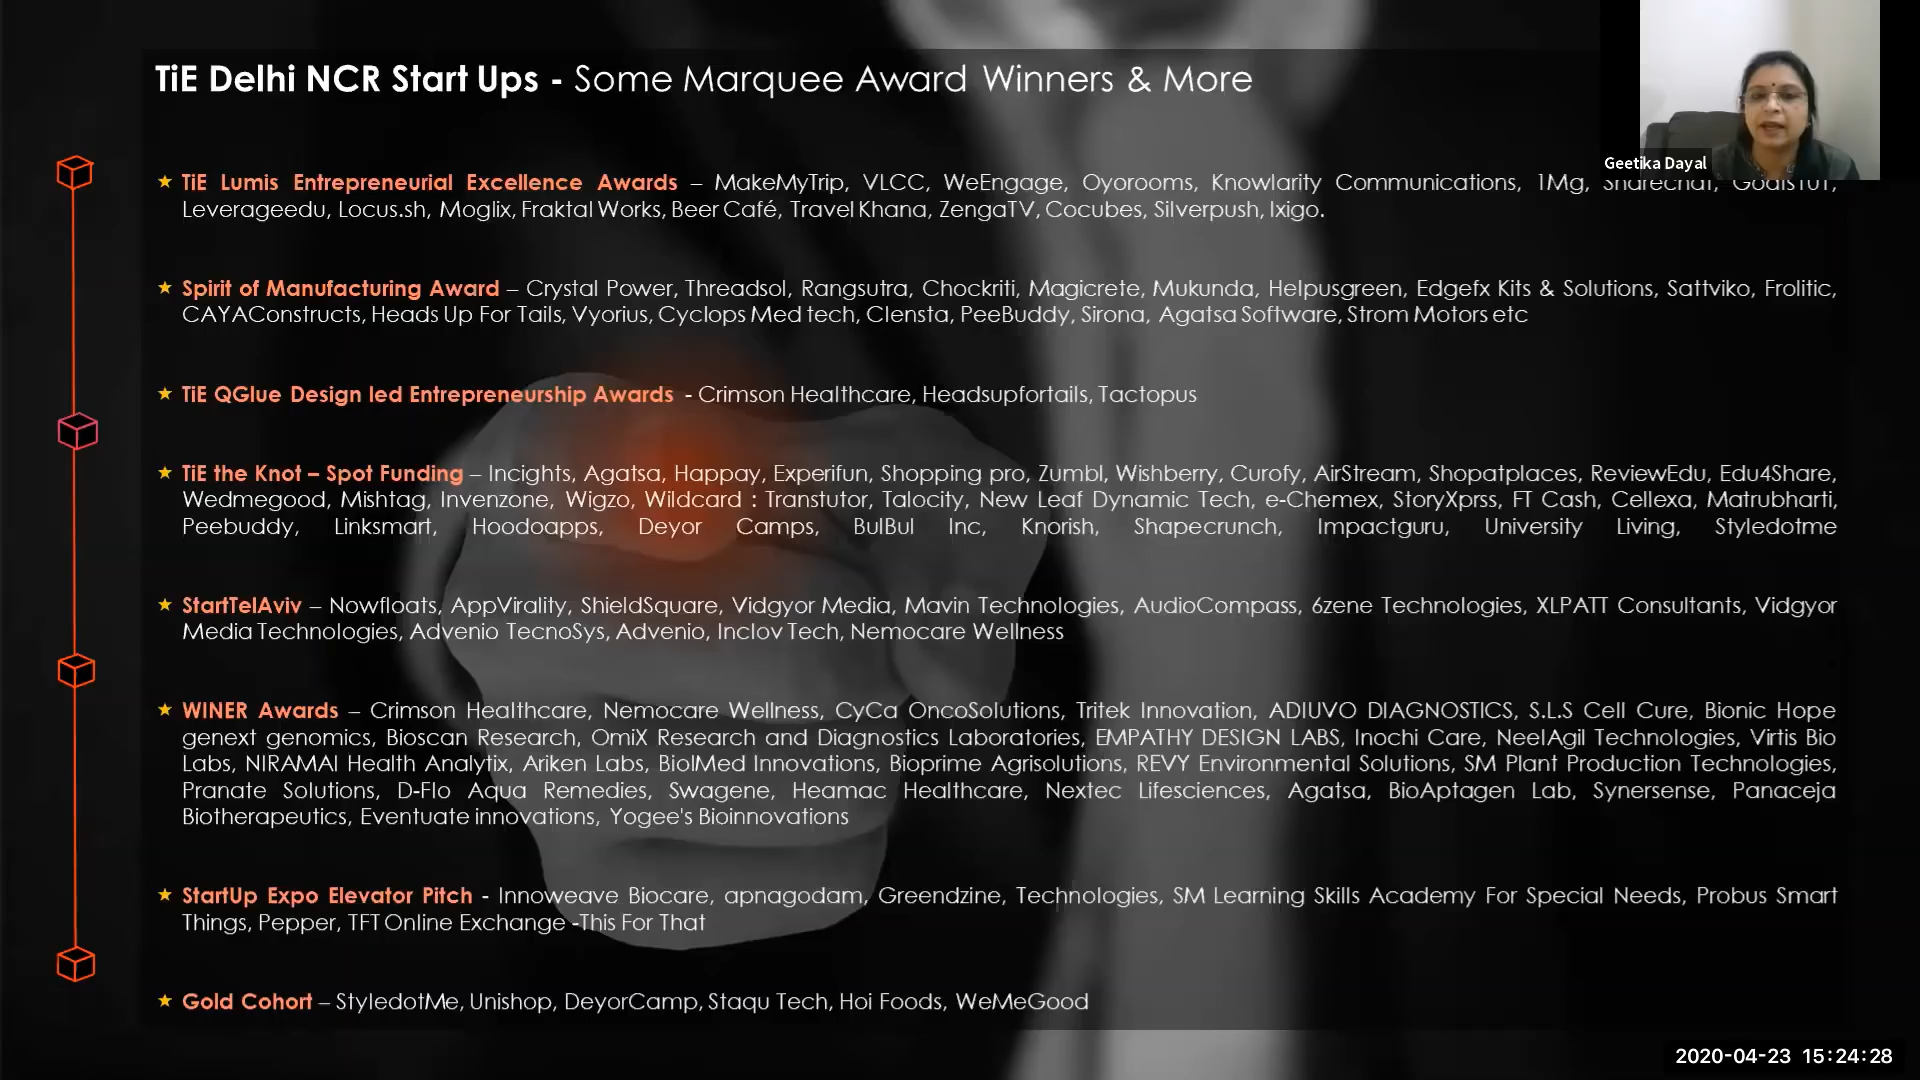 TiE Delhi NCR Start Ups - Some Marquee Award Winners & More
Geetika Dayal
TiE Lumis Entrepreneurial Excellence Awards – MakeMyTrip, VLCC, WeEngage, Oyorooms, Knowlarity Communications, 1Mg,
Leverageedu, Locus.sh, Moglix, Fraktal Works, Beer Café, Travel Khana, ZengaTV, Cocubes, Silverpush, Ixigo.
Spirit of Manufacturing Award – Crystal Power, Threadsol, Rangsutra, Chockriti, Magicrete, Mukunda, Helpusgreen, Edgefx Kits & Solutions, Sattviko, Frolitic,
CAYAConstructs, Heads Up For Tails, Vyorius, Cyclops Med tech, Clensta, PeeBuddy, Sirona, Agatsa Software, Strom Motors etc
TiE QGlue Design led Entrepreneurship Awards - Crimson Healthcare, Headsupfortails, Tactopus
TiE the Knot – Spot Funding – Incights, Agatsa, Happay, Experifun, Shopping pro, Zumbl, Wishberry, Curofy, AirStream, Shopatplaces, ReviewEdu, Edu4Share,
Wedmegood, Mishtag, Invenzone, Wigzo, Wildcard : Transtutor, Talocity, New Leaf Dynamic Tech, e-Chemex, StoryXprss, FT Cash, Cellexa, Matrubharti,
Peebuddy, Linksmart, Hoodoapps, Deyor Camps, BulBul Inc, Knorish, Shapecrunch, Impactguru, University Living, Styledotme
StartTelAviv – Nowfloats, AppVirality, ShieldSquare, Vidgyor Media, Mavin Technologies, AudioCompass, 6zene Technologies, XLPATT Consultants, Vidgyor
Media Technologies, Advenio TecnoSys, Advenio, Inclov Tech, Nemocare Wellness
WINER Awards – Crimson Healthcare, Nemocare Wellness, CyCa OncoSolutions, Tritek Innovation, ADIUVO DIAGNOSTICS, S.L.S Cell Cure, Bionic Hope
genext genomics, Bioscan Research, OmiX Research and Diagnostics Laboratories, EMPATHY DESIGN LABS, Inochi Care, NeelAgil Technologies, Virtis Bio
Labs, NIRAMAI Health Analytix, Ariken Labs, BiolMed Innovations, Bioprime Agrisolutions, REVY Environmental Solutions, SM Plant Production Technologies,
Pranate Solutions, D-Flo Aqua Remedies, Swagene, Heamac Healthcare, Nextec Lifesciences, Agatsa, BioAptagen Lab, Synersense, Panaceja
Biotherapeutics, Eventuate innovations, Yogee's Bioinnovations
StartUp Expo Elevator Pitch - Innoweave Biocare, apnagodam, Greendzine, Technologies, SM Learning Skills Academy For Special Needs, Probus Smart
Things, Pepper, TFT Online Exchange -This For That
Gold Cohort – StyledotMe, Unishop, DeyorCamp, Staqu Tech, Hoi Foods, WeMeGood
2020-04-23 15:24:28